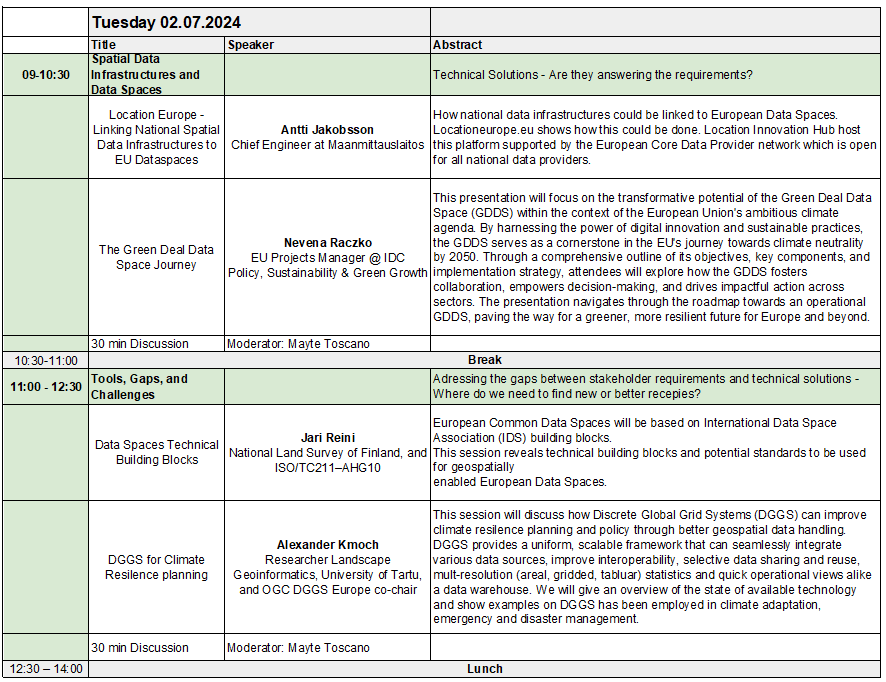 Tuesday 02.07.2024
Title Speaker Abstract
09-10:30
Spatial Data
Infrastructures and
Data Spaces
Technical Solutions - Are they answering the requirements?
Location Europe -
Linking National Spatial
Data Infrastructures to
EU Dataspaces
Antti Jakobsson
Chief Engineer at Maanmittauslaitos
How national data infrastructures could be linked to European Data Spaces.
Locationeurope.eu shows how this could be done. Location Innovation Hub host
this platform supported by the European Core Data Provider network which is open
for all national data providers.
The Green Deal Data
Space Journey
Nevena Raczko
EU Projects Manager @ IDC
Policy, Sustainability & Green Growth
This presentation will focus on the transformative potential of the Green Deal Data
Space (GDDS) within the context of the European Union's ambitious climate
agenda. By harnessing the power of digital innovation and sustainable practices,
the GDDS serves as a cornerstone in the EU's journey towards climate neutrality
by 2050. Through a comprehensive outline of its objectives, key components, and
implementation strategy, attendees will explore how the GDDS fosters
collaboration, empowers decision-making, and drives impactful action across
sectors. The presentation navigates through the roadmap towards an operational
GDDS, paving the way for a greener, more resilient future for Europe and beyond.
30 min Discussion Moderator: Mayte Toscano
10:30-11:00 Break
11:00 - 12:30
Tools, Gaps, and
Challenges
Adressing the gaps between stakeholder requirements and technical solutions -
Where do we need to find new or better recepies?
Data Spaces Technical
Building Blocks
Jari Reini
National Land Survey of Finland, and
ISO/TC211–AHG10
European Common Data Spaces will be based on International Data Space
Association (IDS) building blocks.
This session reveals technical building blocks and potential standards to be used
for geospatially
enabled European Data Spaces.
DGGS for Climate
Resilence planning
Alexander Kmoch
Researcher Landscape
Geoinformatics, University of Tartu,
and OGC DGGS Europe co-chair
This session will discuss how Discrete Global Grid Systems (DGGS) can improve
climate resilence planning and policy through better geospatial data handling.
DGGS provides a uniform, scalable framework that can seamlessly integrate
various data sources, improve interoperability, selective data sharing and reuse,
mult-resolution (areal, gridded, tabluar) statistics and quick operational views alike
a data warehouse. We will give an overview of the state of available technology
and show examples on DGGS has been employed in climate adaptation,
emergency and disaster management.
30 min Discussion Moderator: Mayte Toscano
12:30 – 14:00 Lunch